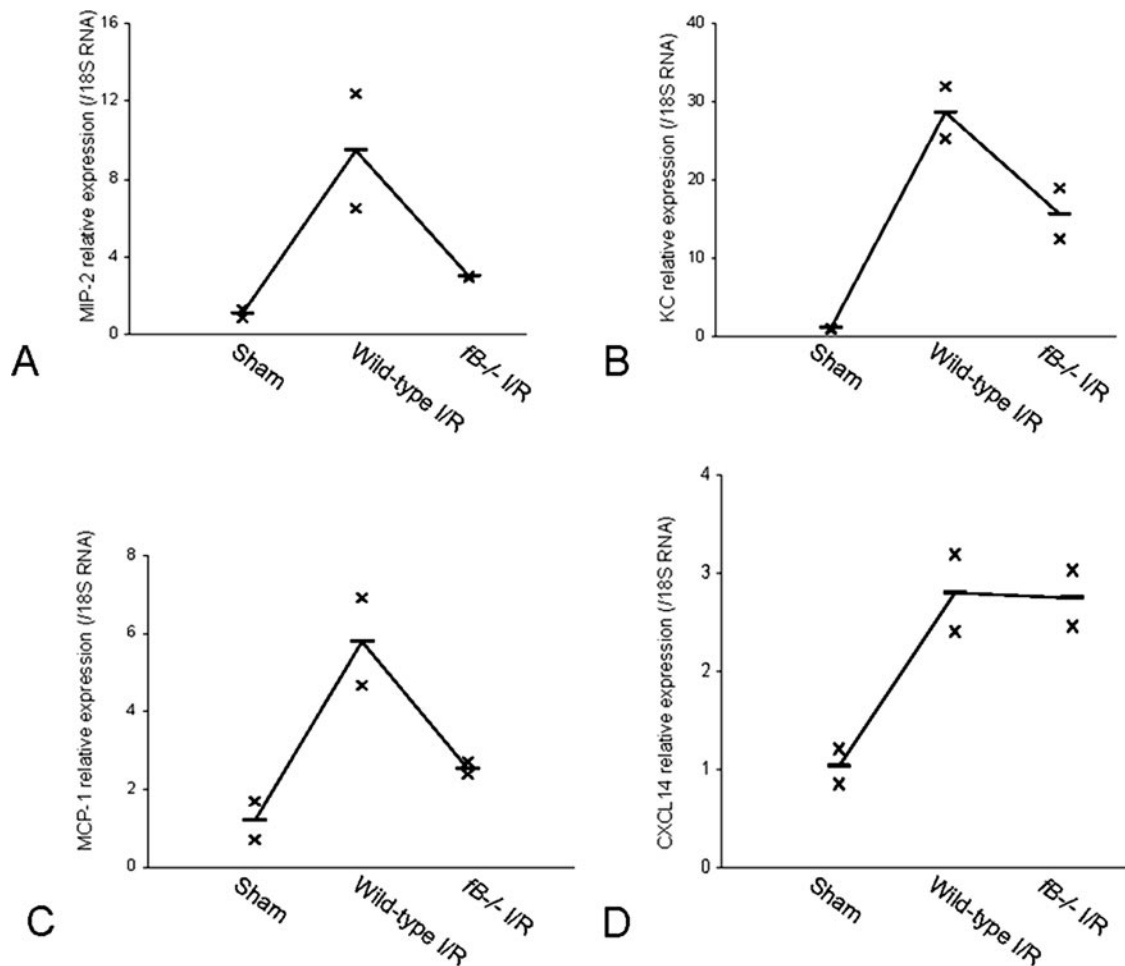 MIP-2 relative expression (/18S RNA)
16
12
8
4
0
Sham
Wild-type I/R
fB-/- I/R
A
KC relative expression (/18S RNA)
40
30
20
10
0
Sham
Wild-type I/R
fB-/- I/R
B
MCP-1 relative expression (/18S RNA)
8
6
4
2
0
Sham
Wild-type I/R
fB-/- I/R
C
CXCL14 relative expression (/18S RNA)
4
3
2
1
0
Sham
Wild-type I/R
fB-/- I/R
D